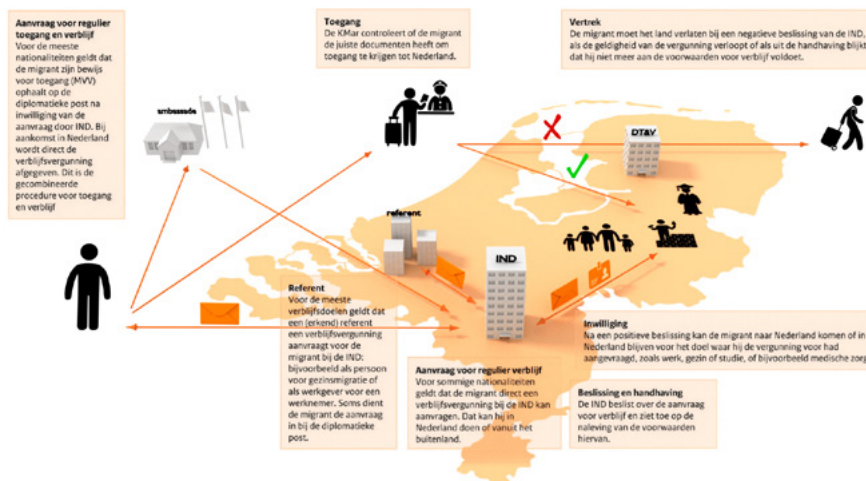 Aanvraag voor regulier
toegang en verblijf
Voor de meeste
nationaliteiten geldt dat
de migrant zijn bewijs
voor toegang (MVV)
ophaalt op de
diplomatieke post na
inwilliging van de
aanvraag door IND. Bij
aankomst in Nederland
wordt direct de
verblijfsvergunning
afgegeven. Dit is de
gecombineerde
procedure voor toegang
en verblijf
ambassade
Toegang
De KMar controleert of de migrant
de juiste documenten heeft om
toegang te krijgen tot Nederland.
Vertrek
De migrant moet het land verlaten bij een negatieve beslissing van de IND,
als de geldigheid van de vergunning verloopt of als uit de handhaving blijkt
dat hij niet meer aan de voorwaarden voor verblijf voldoet.
DT&V
referent
IND
Referent
Voor de meeste
verblijfsdoelen geldt dat
een (erkend) referent
een verblijfsvergunning
aanvraagt voor de
migrant bij de IND:
bijvoorbeeld als persoon
voor gezinsmigratie of
als werkgever voor een
werknemer. Soms dient
de migrant de aanvraag
in bij de diplomatieke
post.
Aanvraag voor regulier verblijf
Voor sommige nationaliteiten
geldt dat de migrant direct een
verblijfsvergunning bij de IND kan
aanvragen. Dat kan hij in
Nederland doen of vanuit het
buitenland.
Inwilliging
Na een positieve beslissing kan de migrant naar Nederland komen of in
Nederland blijven voor het doel waar hij de vergunning voor had
aangevraagd, zoals werk, gezin of studie, of bijvoorbeeld medische zorg
Beslissing en handhaving
De IND beslist over de aanvraag
voor verblijf en ziet toe op de
naleving van de voorwaarden
hiervan.